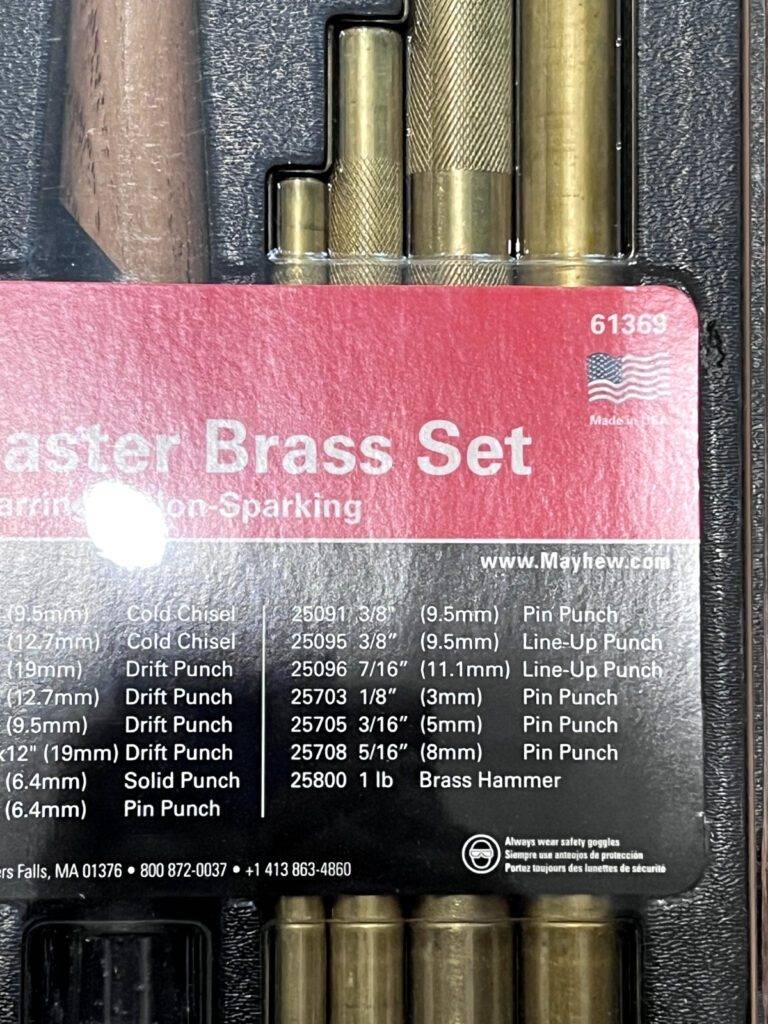 61369
Made in USA
aster Brass Set
arring on-Sparking
www.Mayhew.com
(9.5mm) Cold Chisel
(12.7mm) Cold Chisel
(19mm) Drift Punch
(12.7mm) Drift Punch
(9.5mm) Drift Punch
x12" (19mm) Drift Punch
(6.4mm) Solid Punch
(6.4mm) Pin Punch
25091 3/8" (9.5mm) Pin Punch
25095 3/8" (9.5mm) Line-Up Punch
25096 7/16" (11.1mm) Line-Up Punch
25703 1/8" (3mm) Pin Punch
25705 3/16" (5mm) Pin Punch
25708 5/16" (8mm) Pin Punch
25800 1 lb Brass Hammer
ers Falls, MA 01376 • 800 872-0037 • +1 413 863-4860
Always wear safety goggles
Siempre use anteojos de protección
Portez toujours des lunettes de sécurité